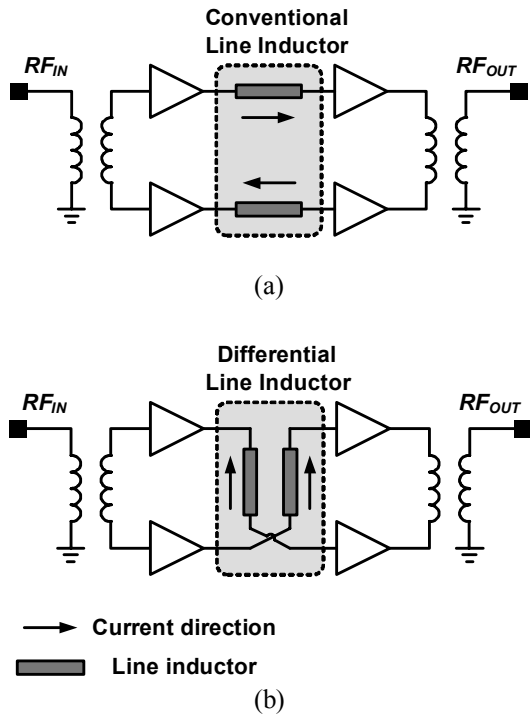 Conventional
Line Inductor
RF_IN
RF_OUT
(a)
Differential
Line Inductor
RF_IN
RF_OUT
Current direction
Line inductor
(b)